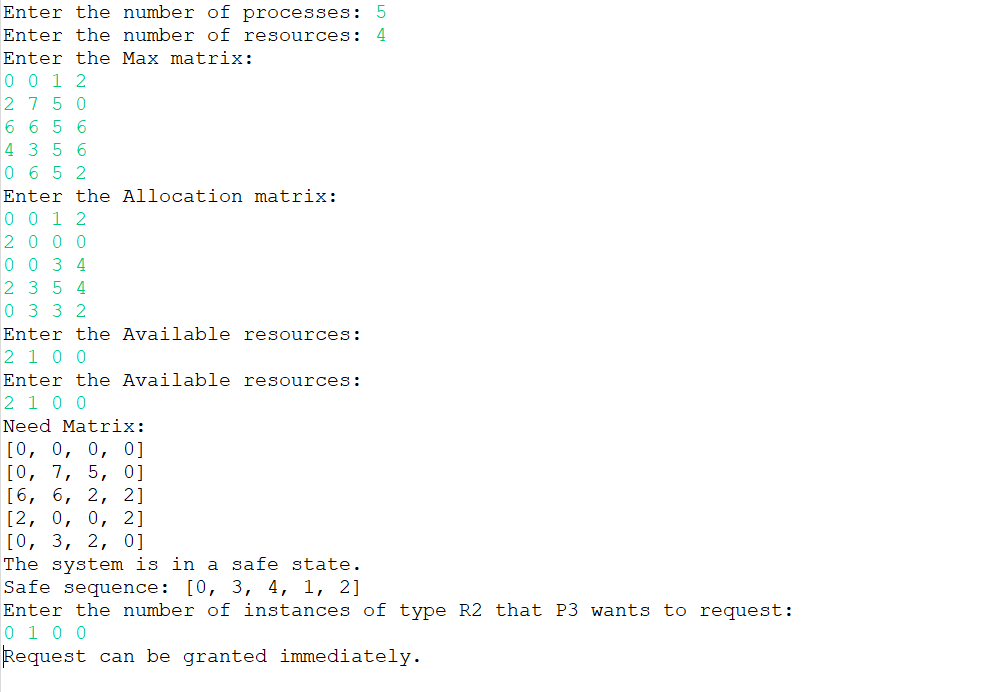 Enter the number of processes: 5
Enter the number of resources: 4
Enter the Max matrix:
0 0 1 2
2 7 5 0
6 6 5 6
4 3 5 6
0 6 5 2
Enter the Allocation matrix:
0 0 1 2
2 0 0 0
0 0 3 4
2 3 5 4
0 3 3 2
Enter the Available resources:
2 1 0 0
Enter the Available resources:
2 1 0 0
Need Matrix:
[0, 0, 0, 0]
[0, 7, 5, 0]
[6, 6, 2, 2]
[2, 0, 0, 2]
[0, 3, 2, 0]
The system is in a safe state.
Safe sequence: [0, 3, 4, 1, 2]
Enter the number of instances of type R2 that P3 wants to request:
0 1 0 0
Request can be granted immediately.